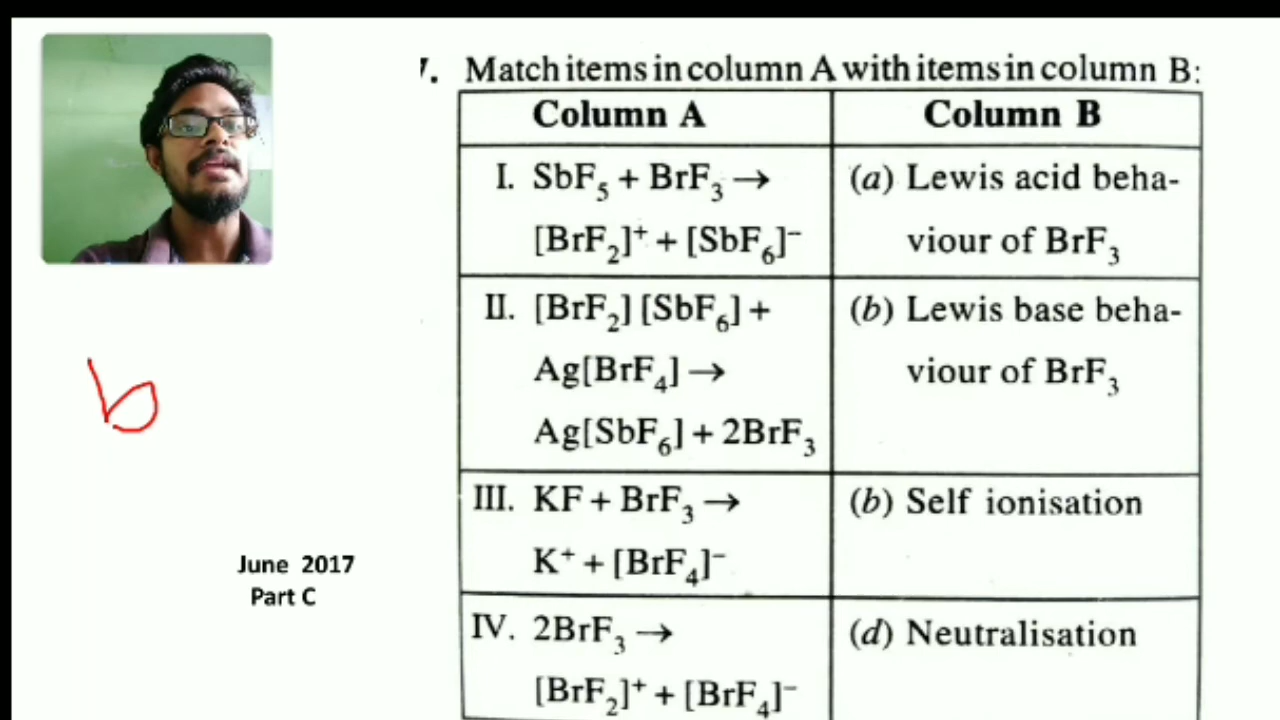 7. Match items in column A with items in column B:
Column A Column B
I. SbF₅ + BrF₃ → (a) Lewis acid beha-
[BrF₂]⁺ + [SbF₆]⁻ viour of BrF₃
II. [BrF₂] [SbF₆] + (b) Lewis base beha-
Ag[BrF₄] → viour of BrF₃
Ag[SbF₆] + 2BrF₃
III. KF + BrF₃ → (b) Self ionisation
K⁺ + [BrF₄]⁻
IV. 2BrF₃ → (d) Neutralisation
[BrF₂]⁺ + [BrF₄]⁻
b
June 2017
Part C